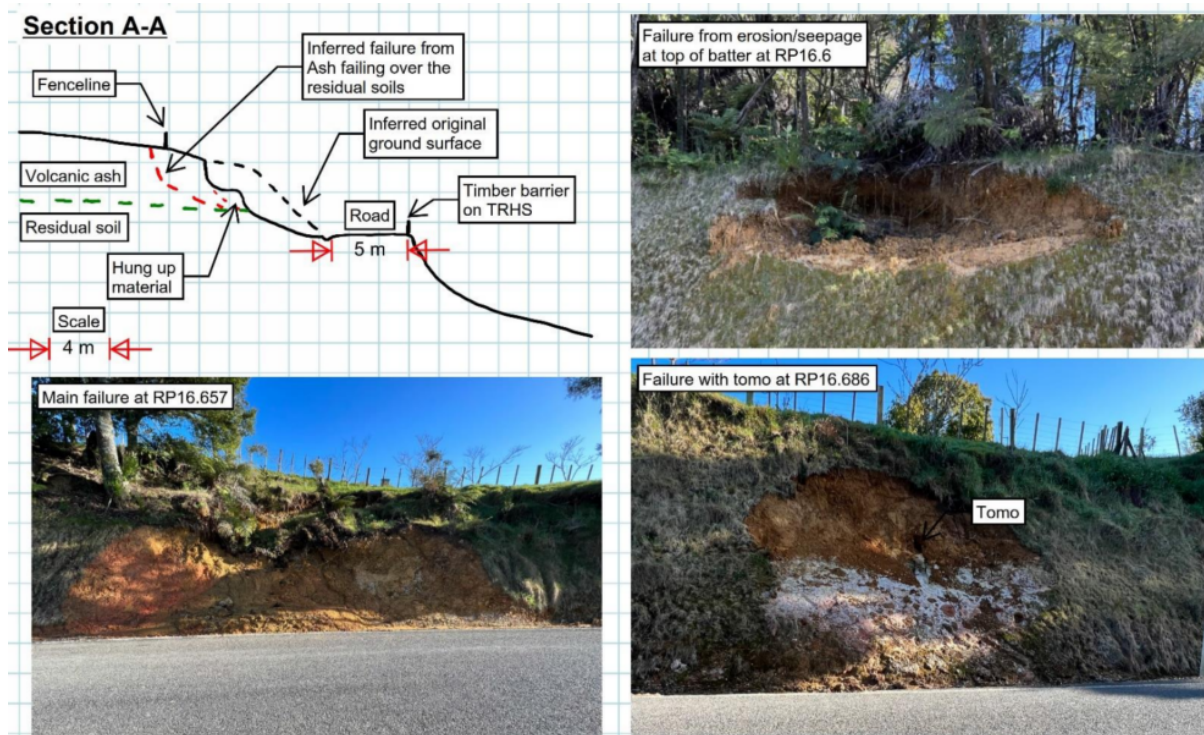 Section A-A
Inferred failure from
Ash failing over the
residual soils
Fenceline
Inferred original
ground surface
Volcanic ash
Timber barrier
on TRHS
Road
Residual soil
5 m
Hung up
material
Scale
4 m
Failure from erosion/seepage
at top of batter at RP16.6
Main failure at RP16.657
Failure with tomo at RP16.686
Tomo